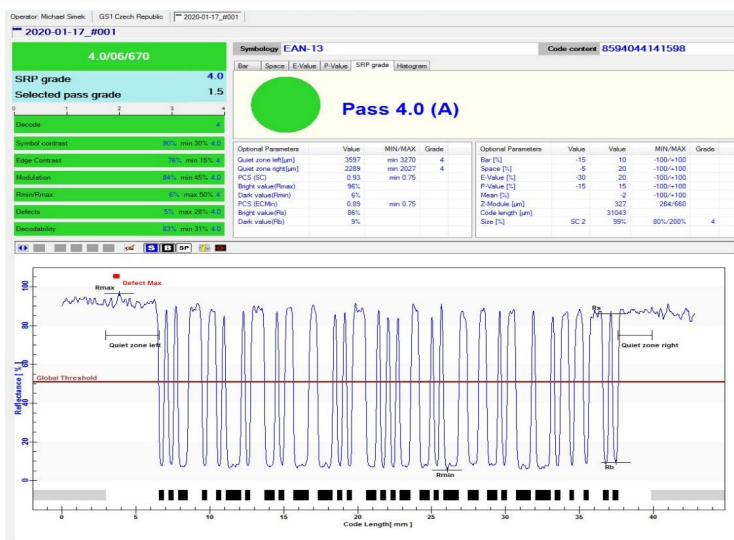 Operator: Michael Simek GS1 Czech Republic 2020-01-17_#001
2020-01-17_#001
4.0/06/670
SRP grade 4.0
Selected pass grade 1.5
0 1 2 3 4
Decode 4
Symbol contrast 90% min 30% 4.0
Edge Contrast 76% min 15% 4
Modulation 84% min 45% 4.0
Rmin/Rmax 6% max 50% 4
Defects 5% max 28% 4.0
Decodability 83% min 31% 4.0
Symbology EAN-13 Code content 8594044141598
Bar Space E-Value P-Value SRP grade Histogram
Pass 4.0 (A)
Optional Parameters Value MIN/MAX Grade
Quiet zone left[µm] 3597 min 3270 4
Quiet zone right[µm] 2289 min 2027 4
PCS (SC) 0.93 min 0.75
Bright value(Rmax) 96%
Dark value(Rmin) 6%
PCS (ECMin) 0.89 min 0.75
Bright value(Rs) 86%
Dark value(Rb) 9%
Optional Parameters Value Value MIN/MAX Grade
Bar [%] -15 10 -100/+100
Space [%] -5 20 -100/+100
E-Value [%] -30 20 -100/+100
P-Value [%] -15 15 -100/+100
Mean [%] -2 -100/+100
Z-Module [µm] 327 264/660
Code length [µm] 31043
Size [%] SC 2 99% 80%/200% 4
S B SP
Defect Max
Rmax
Rs
Quiet zone left
Quiet zone right
Global Threshold
Rmin
Rb
Reflectance [ % ]
100
80
60
40
20
0
0 5 10 15 20 25 30 35 40
Code Length[ mm ]